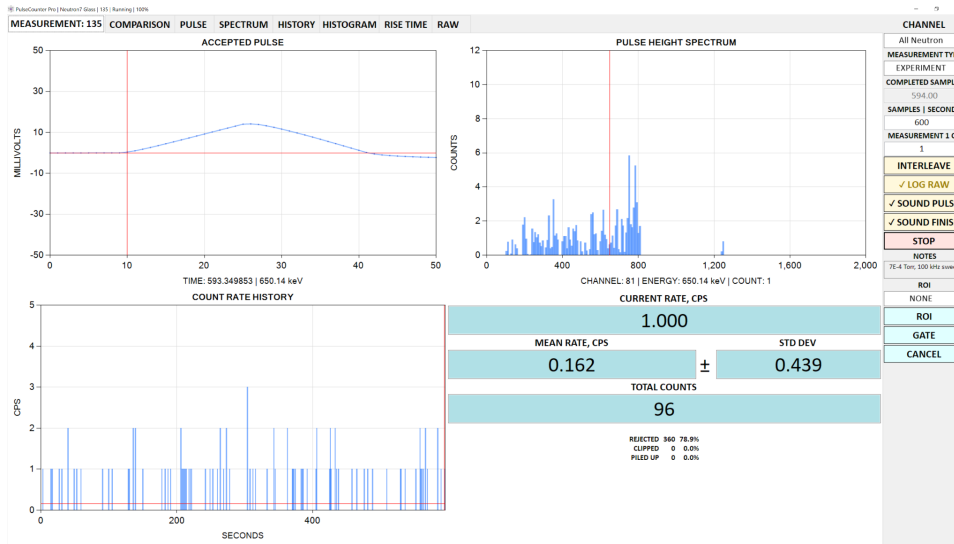 PulseCounter Pro | Neutron7 Glass | 135 | Running | 100%
MEASUREMENT: 135 COMPARISON PULSE SPECTRUM HISTORY HISTOGRAM RISE TIME RAW CHANNEL
ACCEPTED PULSE
50
30
10
-10
-30
-50
MILLIVOLTS
0 10 20 30 40 50
TIME: 593.349853 | 650.14 keV
PULSE HEIGHT SPECTRUM
12
10
8
6
4
2
0
COUNTS
0 400 800 1,200 1,600 2,000
CHANNEL: 81 | ENERGY: 650.14 keV | COUNT: 1
COUNT RATE HISTORY
5
4
3
2
1
0
CPS
0 200 400
SECONDS
CURRENT RATE, CPS
1.000
MEAN RATE, CPS STD DEV
0.162 ± 0.439
TOTAL COUNTS
96
REJECTED 360 78.9%
CLIPPED 0 0.0%
PILED UP 0 0.0%
All Neutron
MEASUREMENT TY
EXPERIMENT
COMPLETED SAMPL
594.00
SAMPLES | SECOND
600
MEASUREMENT 1 O
1
INTERLEAVE
✓ LOG RAW
✓ SOUND PULS
✓ SOUND FINIS
STOP
NOTES
7E-4 Torr, 100 kHz swee
ROI
NONE
ROI
GATE
CANCEL